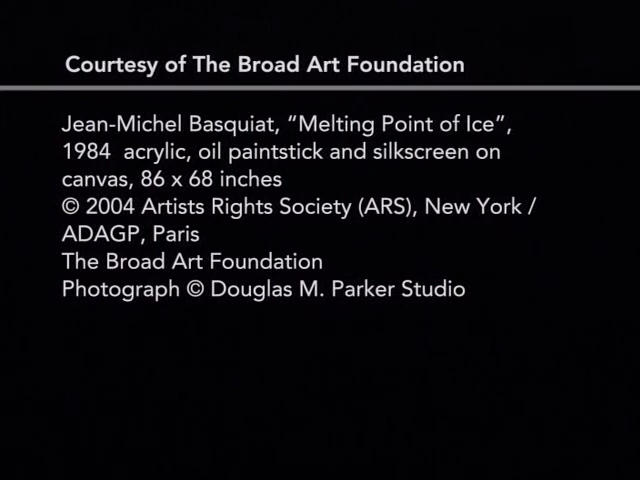 Courtesy of The Broad Art Foundation
Jean-Michel Basquiat, “Melting Point of Ice”,
1984  acrylic, oil paintstick and silkscreen on
canvas, 86 x 68 inches
© 2004 Artists Rights Society (ARS), New York /
ADAGP, Paris
The Broad Art Foundation
Photograph © Douglas M. Parker Studio